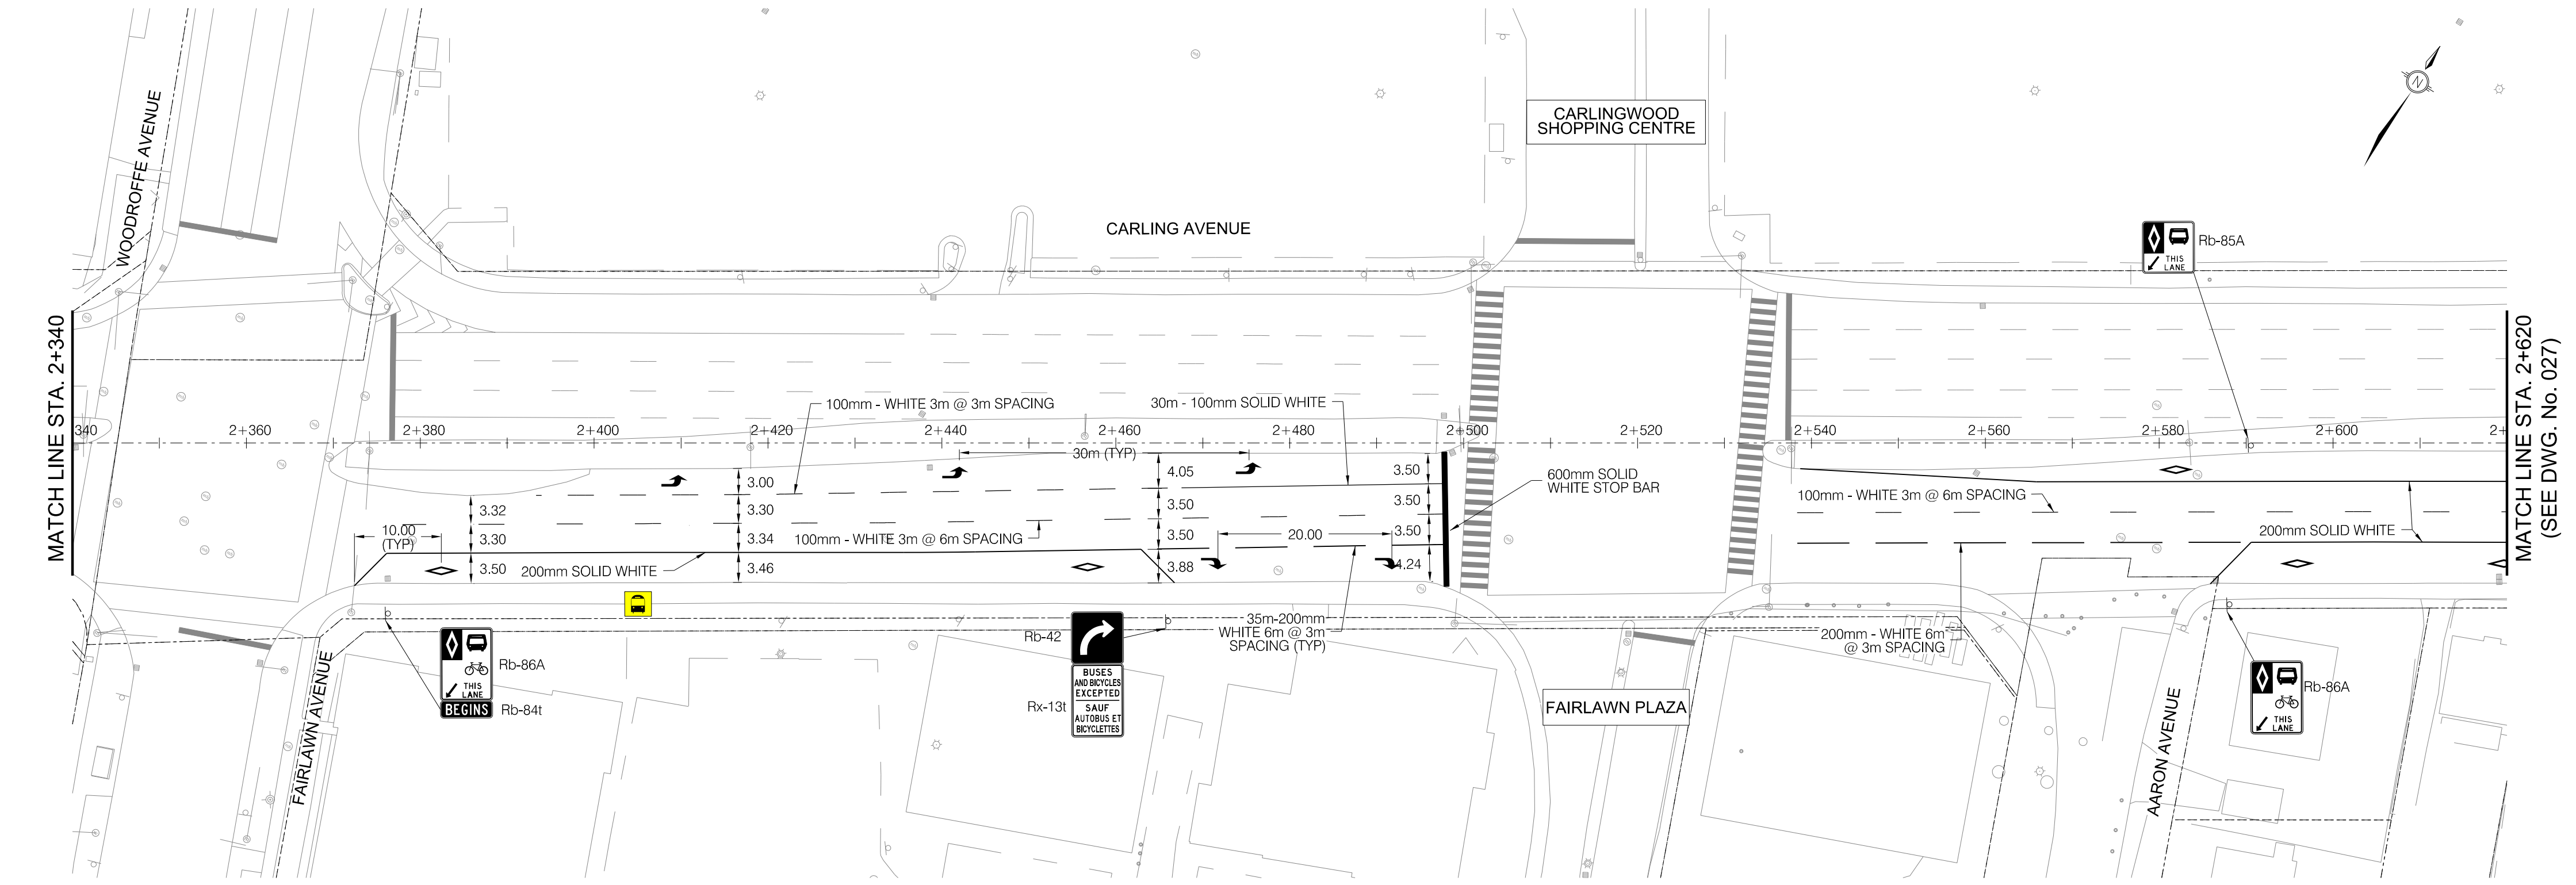 WOODROFFE AVENUE
CARLINGWOOD
SHOPPING CENTRE
N
CARLING AVENUE
THIS
LANE
Rb-85A
MATCH LINE STA. 2+340
MATCH LINE STA. 2+620
(SEE DWG. No. 027)
100mm - WHITE 3m @ 3m SPACING
30m - 100mm SOLID WHITE
340
2+360
2+380
2+400
2+420
2+440
2+460
2+480
2+500
2+520
2+540
2+560
2+580
2+600
2+
30m (TYP)
4.05
3.50
3.00
600mm SOLID
WHITE STOP BAR
3.32
3.30
3.50
3.50
100mm - WHITE 3m @ 6m SPACING
10.00
(TYP)
3.30
3.34
100mm - WHITE 3m @ 6m SPACING
3.50
20.00
3.50
200mm SOLID WHITE
3.50
200mm SOLID WHITE
3.46
3.88
4.24
35m-200mm
WHITE 6m @ 3m
SPACING (TYP)
Rb-42
200mm - WHITE 6m
@ 3m SPACING
THIS
LANE
BEGINS
Rb-86A
Rb-84t
BUSES
AND BICYCLES
EXCEPTED
SAUF
AUTOBUS ET
BICYCLETTES
Rx-13t
FAIRLAWN PLAZA
FAIRLAWN AVENUE
AARON AVENUE
Rb-86A
THIS
LANE